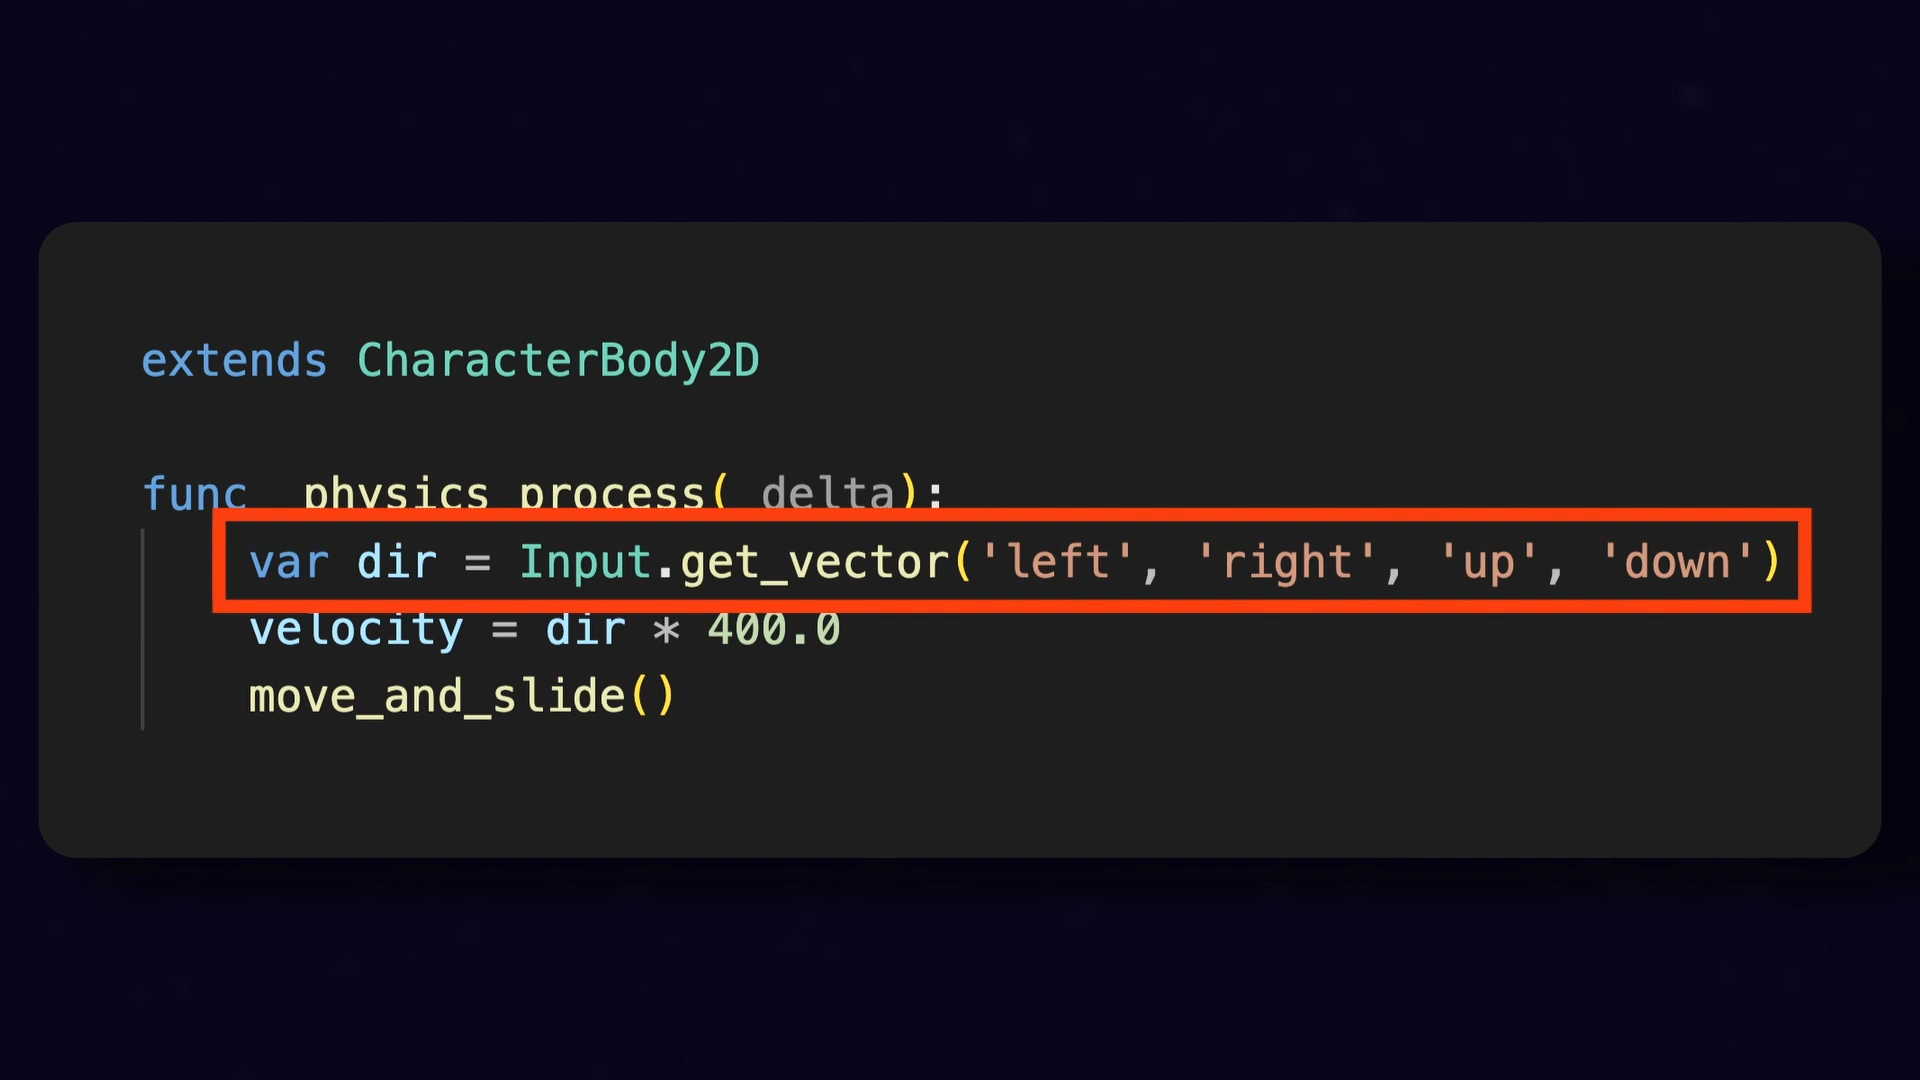 extends CharacterBody2D
func _physics_process(_delta):
var dir = Input.get_vector('left', 'right', 'up', 'down')
velocity = dir * 400.0
move_and_slide()